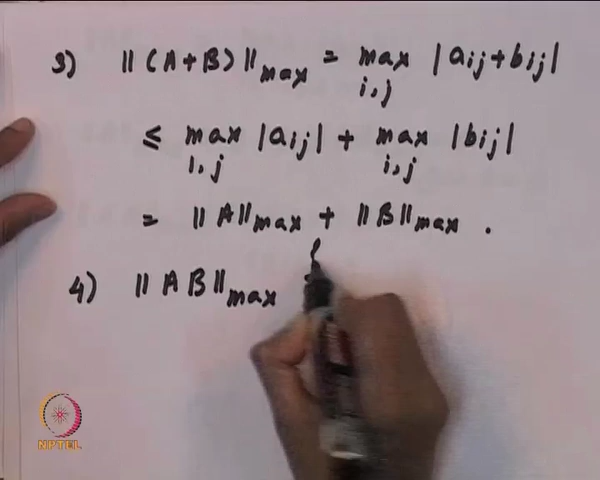 3) ‖(A+B)‖max = max |aij+bij|
i,j
≤ max |aij| + max |bij|
i,j i,j
= ‖A‖max + ‖B‖max .
4) ‖AB‖max
NPTEL